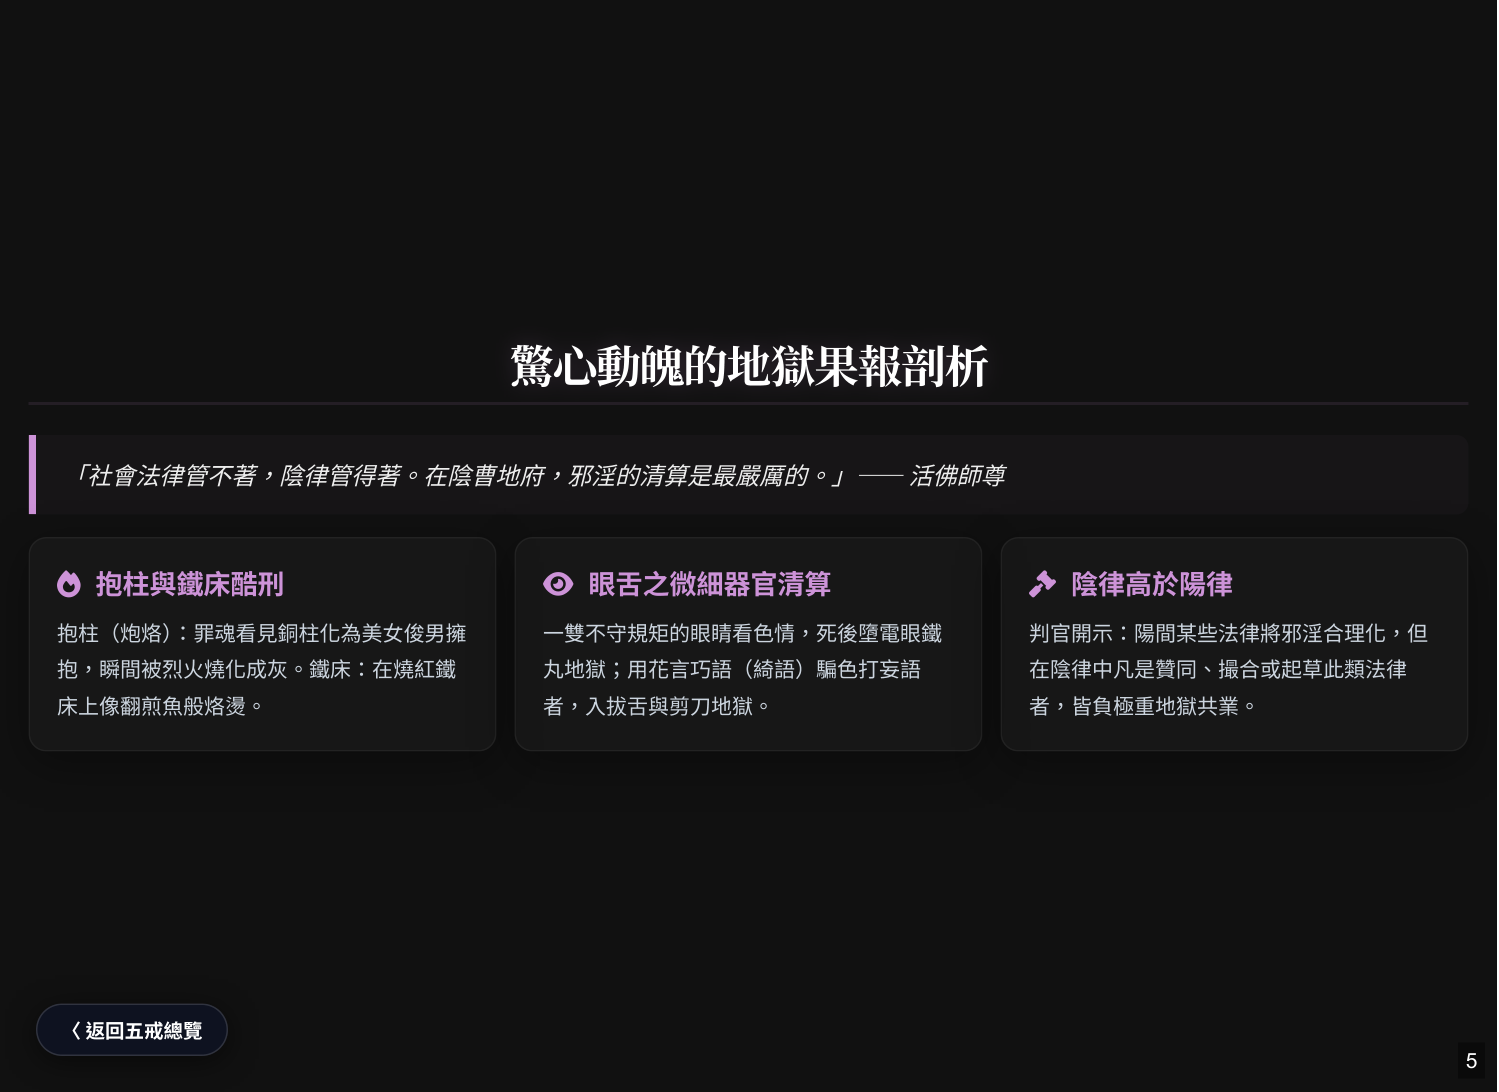 驚心動魄的地獄果報剖析
「社會法律管不著，陰律管得著。在陰曹地府，邪淫的清算是最嚴厲的。」—— 活佛師尊
抱柱與鐵床酷刑
抱柱（炮烙）：罪魂看見銅柱化為美女俊男擁
抱，瞬間被烈火燒化成灰。鐵床：在燒紅鐵
床上像翻煎魚般烙燙。
眼舌之微細器官清算
一雙不守規矩的眼睛看色情，死後墮電眼鐵
丸地獄；用花言巧語（綺語）騙色打妄語
者，入拔舌與剪刀地獄。
陰律高於陽律
判官開示：陽間某些法律將邪淫合理化，但
在陰律中凡是贊同、撮合或起草此類法律
者，皆負極重地獄共業。
〈 返回五戒總覽
5